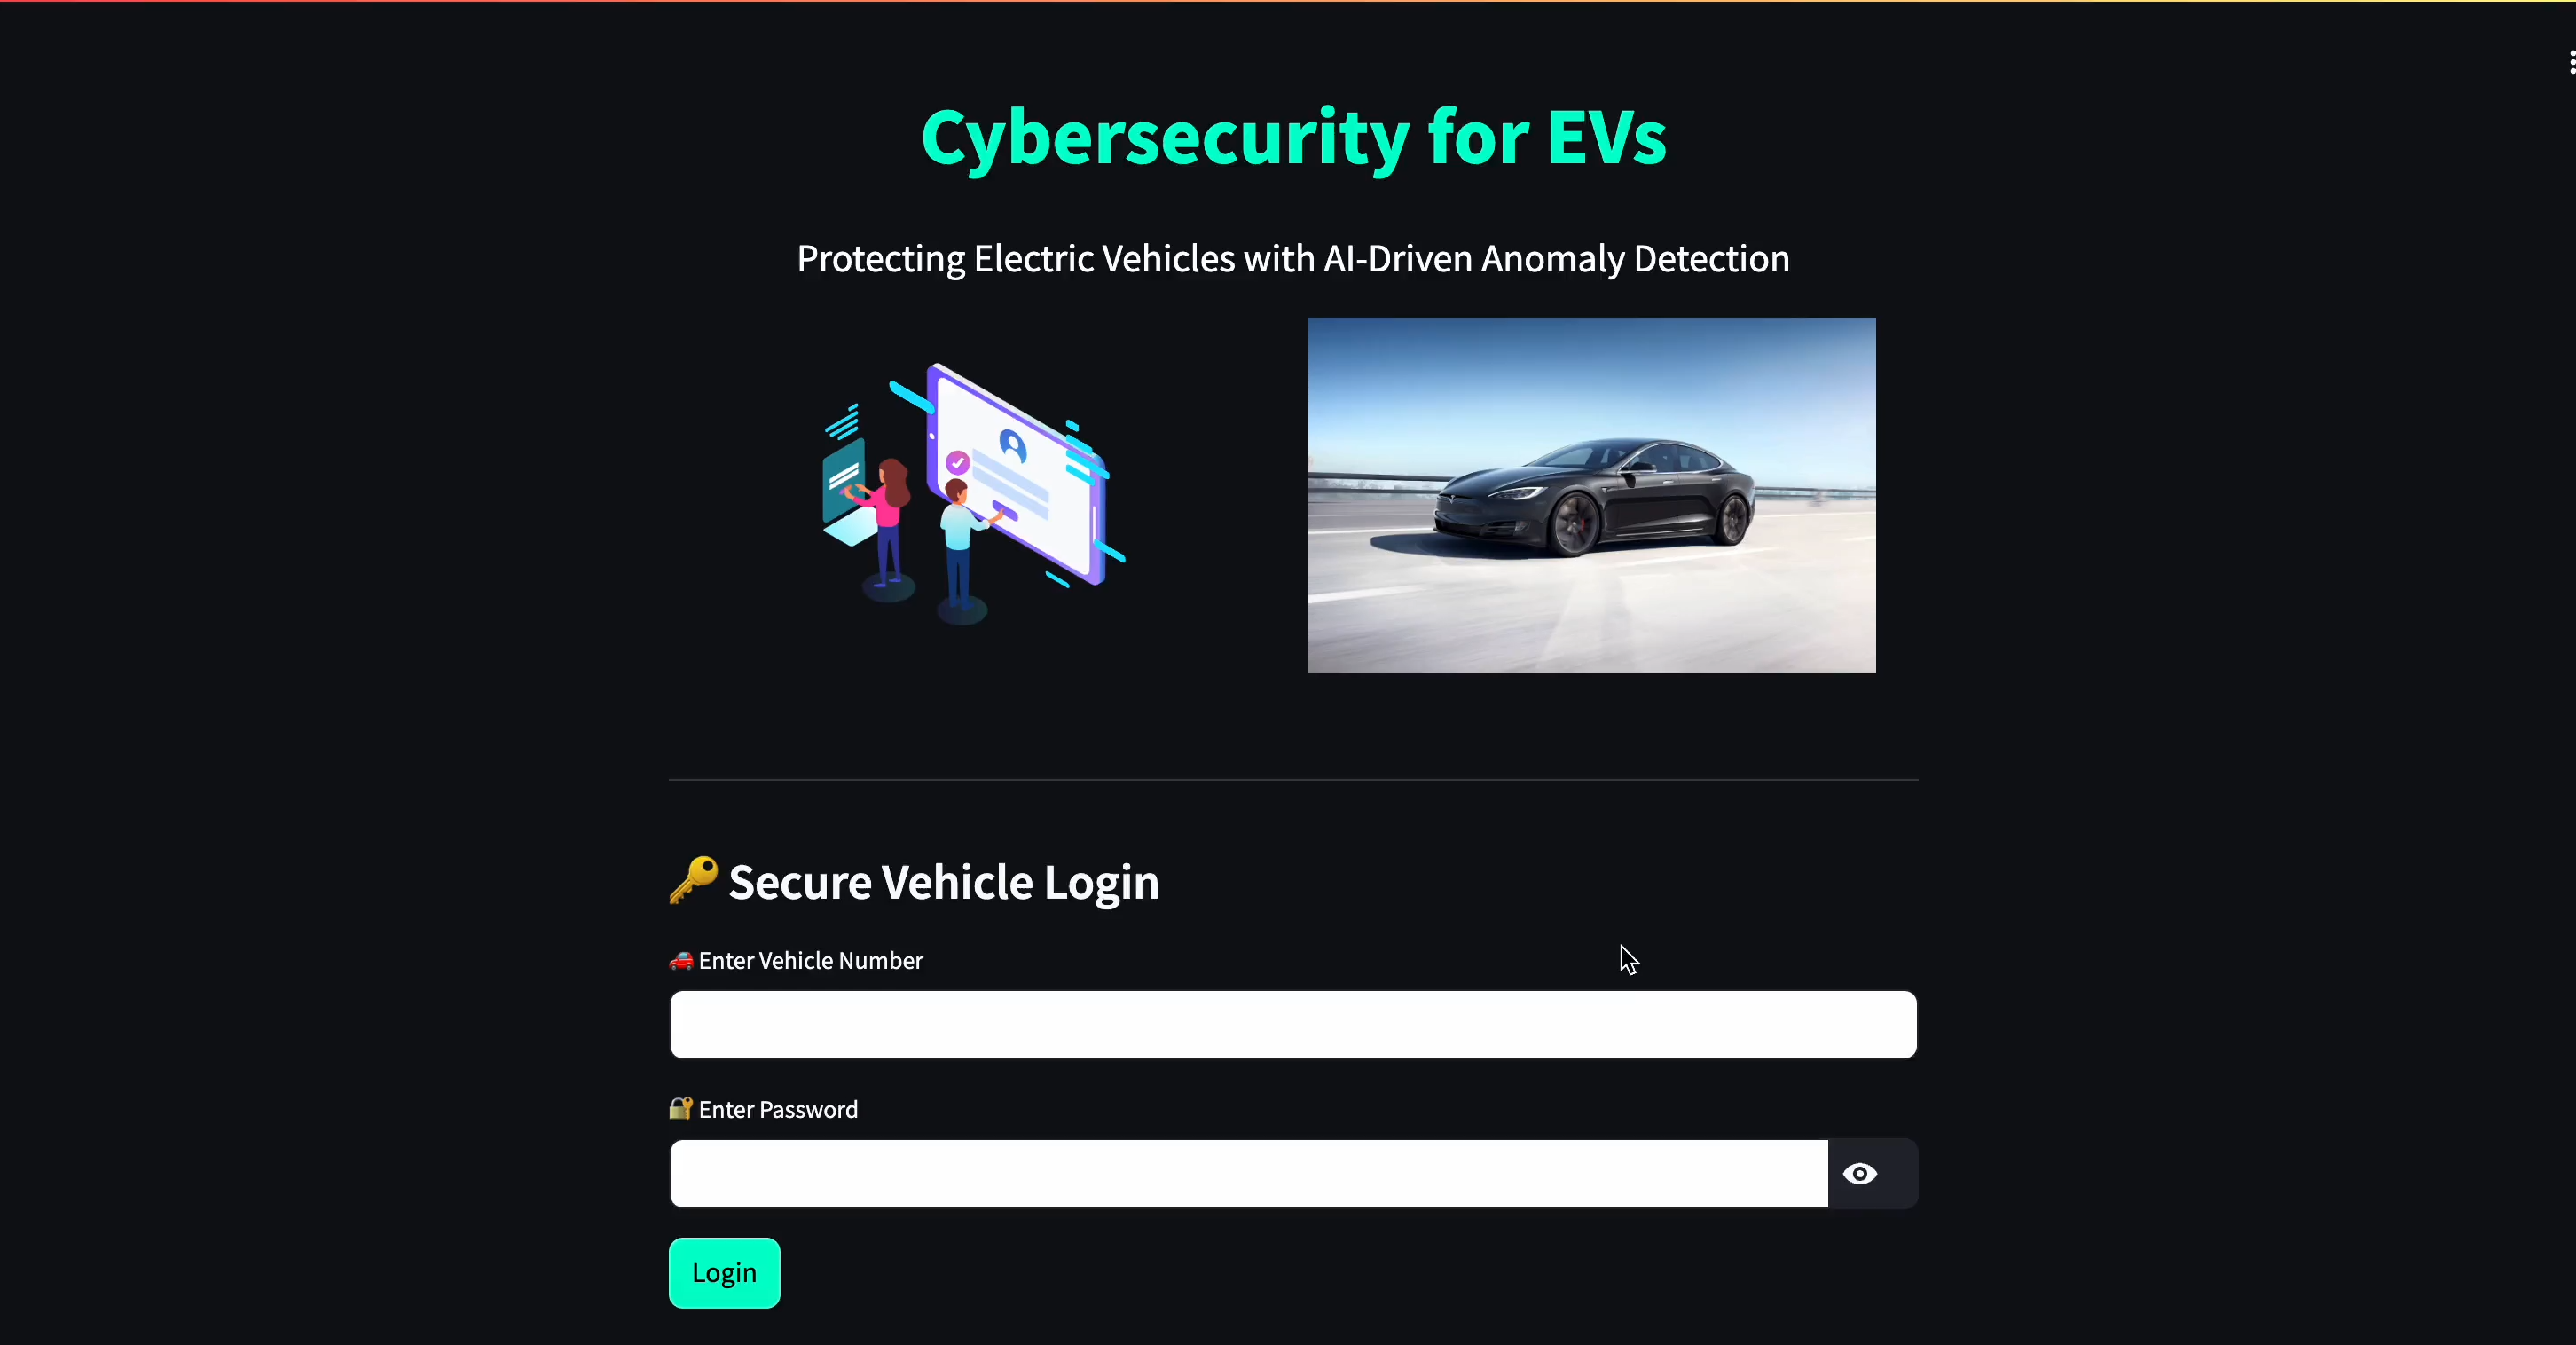 Cybersecurity for EVs
Protecting Electric Vehicles with AI-Driven Anomaly Detection
🔑 Secure Vehicle Login
🚗 Enter Vehicle Number
🔐 Enter Password
Login